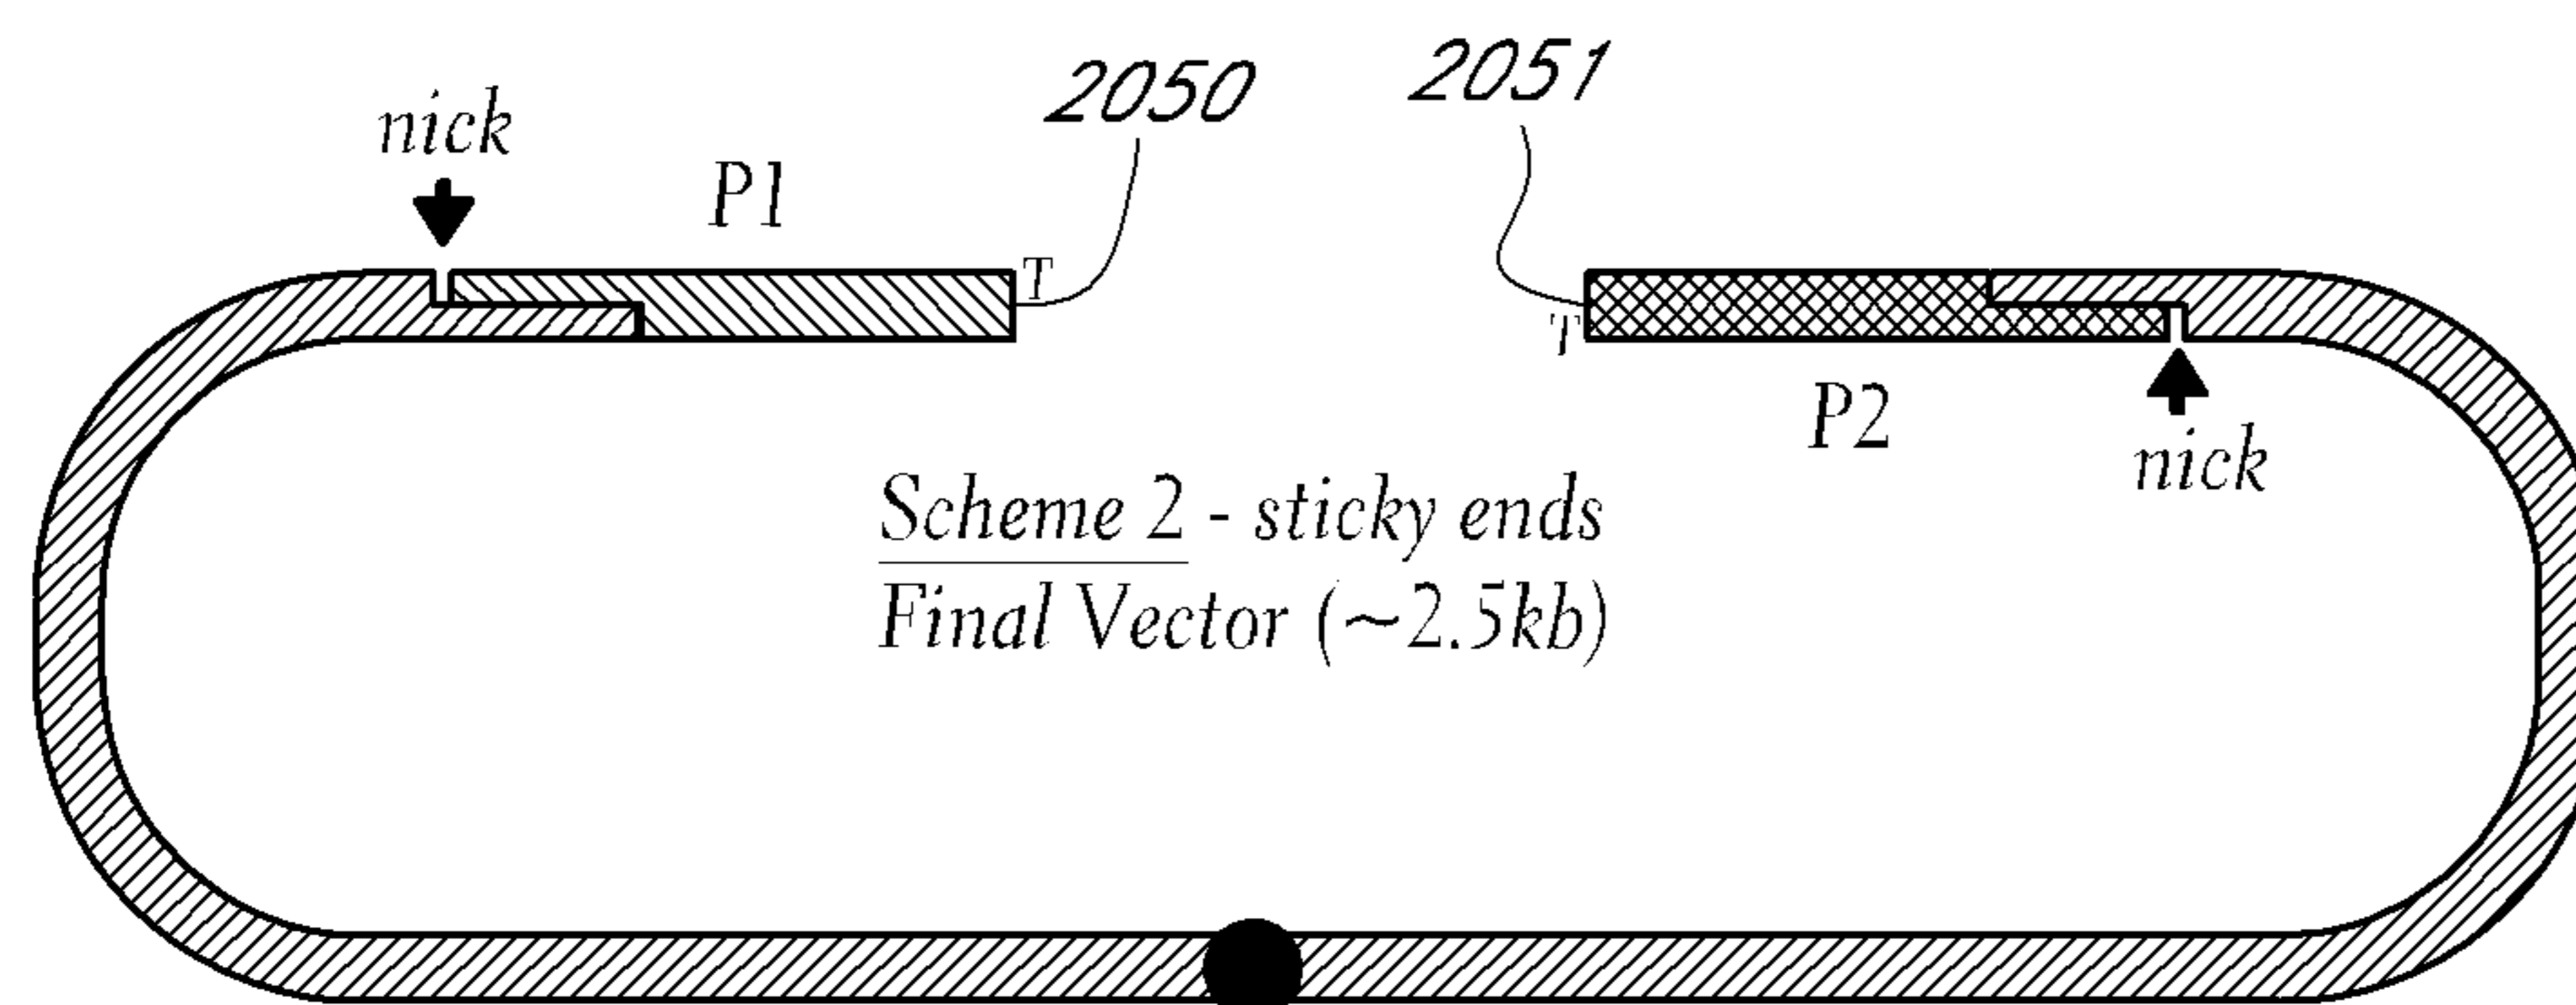 2050
2051
nick
P1
T
T
P2
nick
Scheme 2 - sticky ends
Final Vector (~2.5kb)